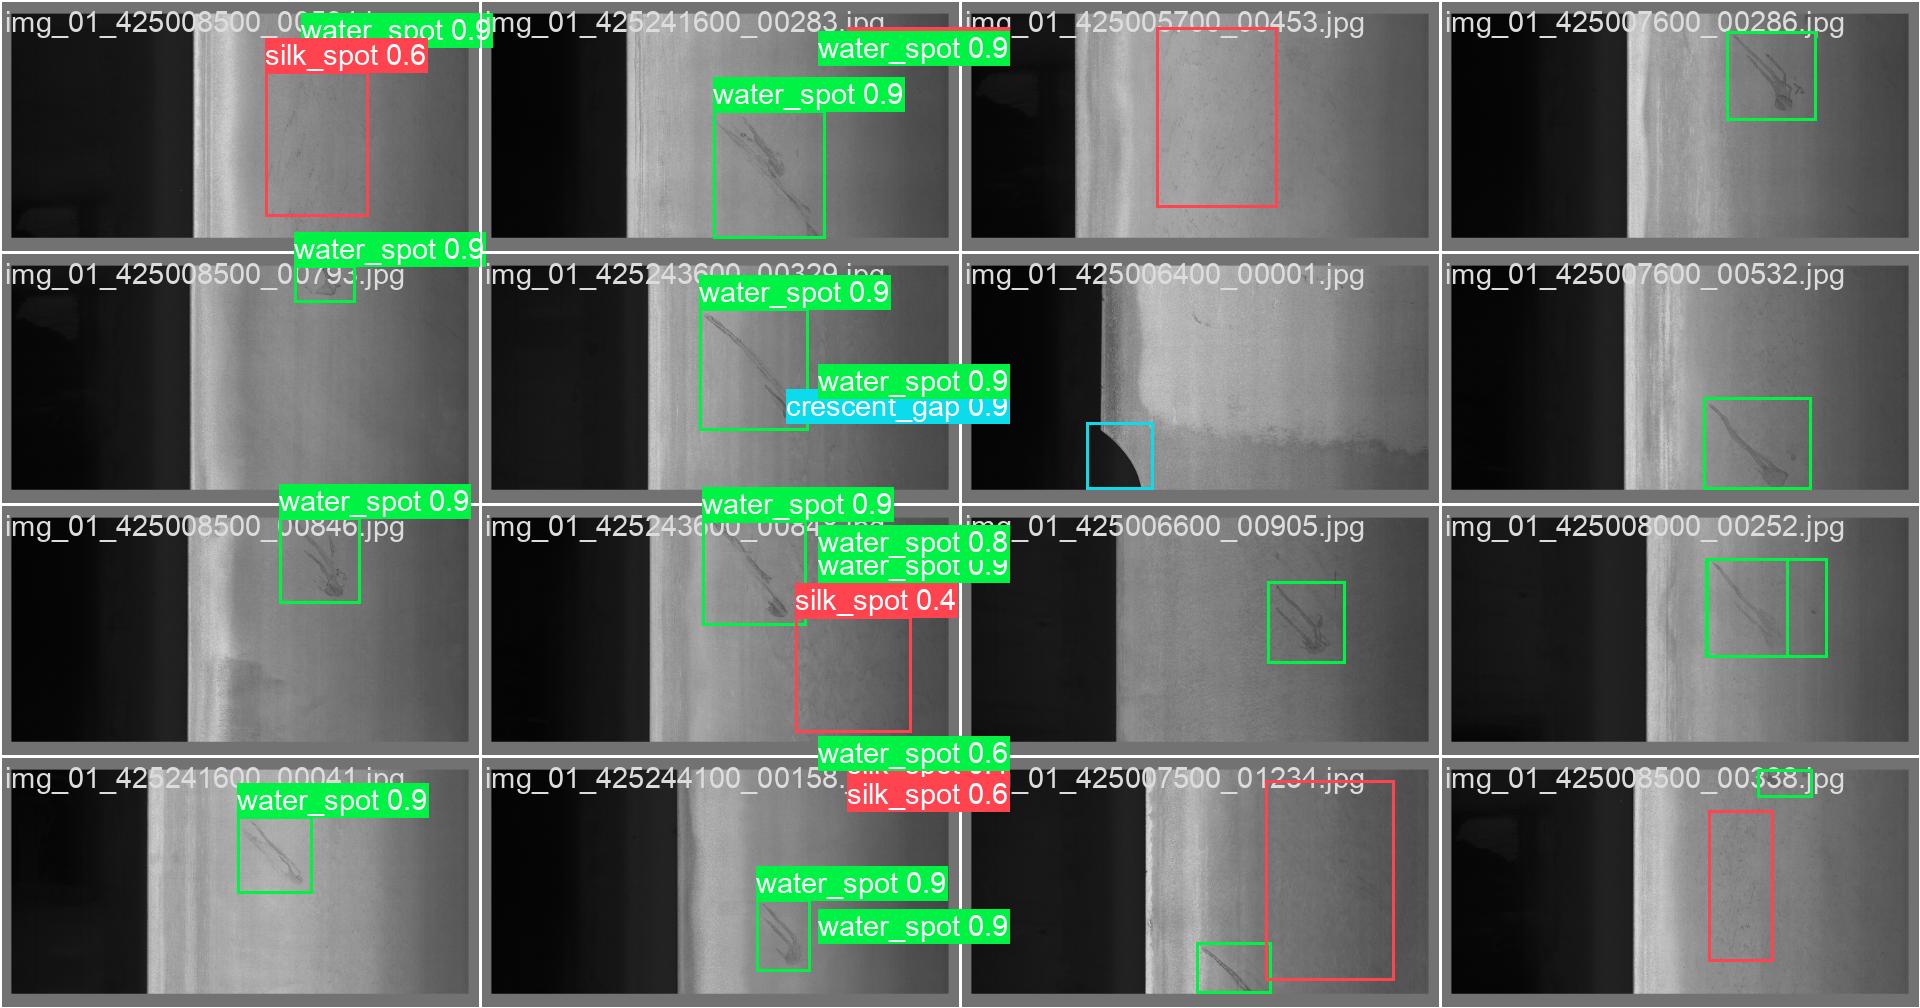 water_spot 0.9
silk_spot 0.6
water_spot 0.9
water_spot 0.9
img_01_425005700_00453.jpg
img_01_425007600_00286.jpg
water_spot 0.9
img_01_425008500_00793.jpg
img_01_425243600_00329.jpg
water_spot 0.9
water_spot 0.9
crescent_gap 0.9
img_01_425006400_00001.jpg
img_01_425007600_00532.jpg
water_spot 0.9
img_01_425008500_00846.jpg
water_spot 0.9
water_spot 0.8
water_spot 0.9
silk_spot 0.4
img_01_425006600_00905.jpg
img_01_425008000_00252.jpg
img_01_425241600_00041.jpg
water_spot 0.9
img_01_425244100_00158.
water_spot 0.9
water_spot 0.6
silk_spot 0.6
water_spot 0.9
img_01_425007500_01234.jpg
img_01_425008500_00338.jpg
img_01_425241600_00283.jpg